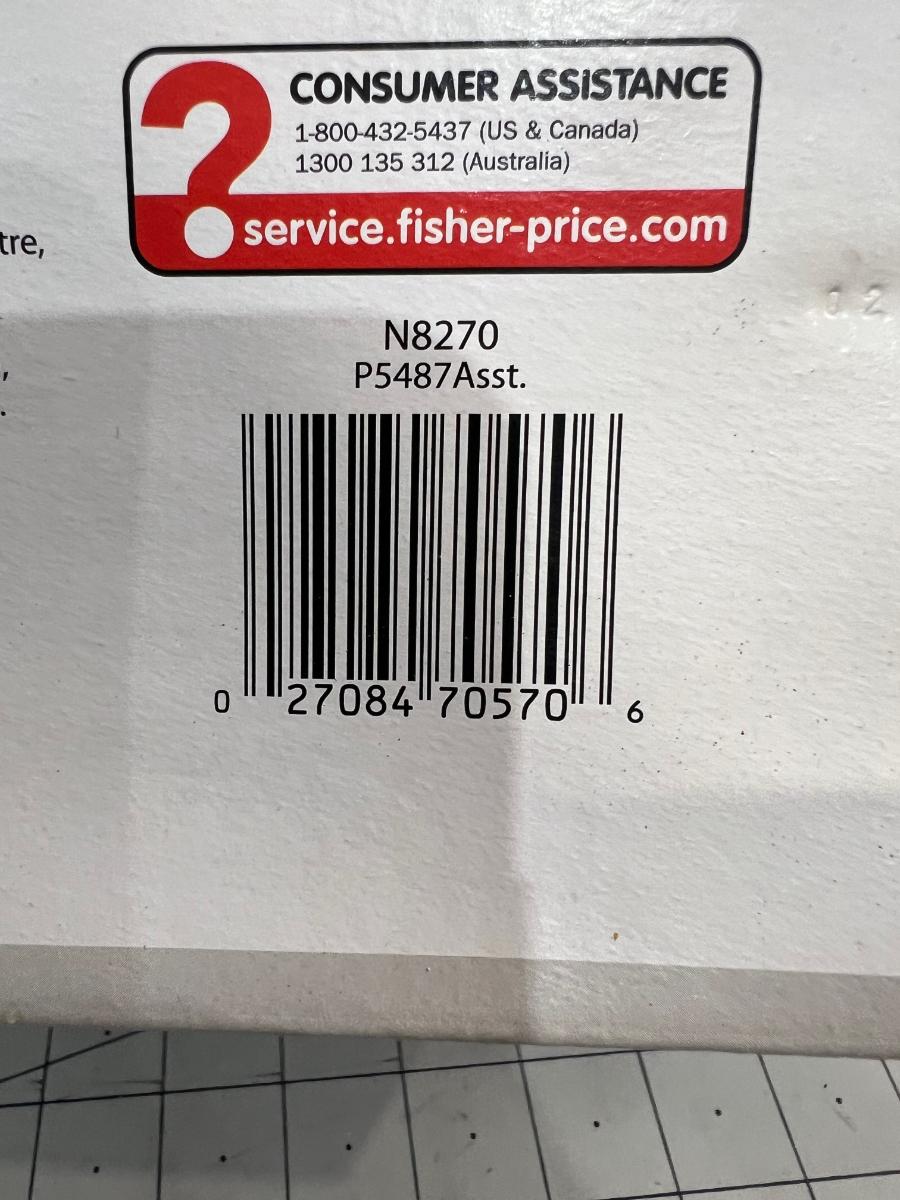 CONSUMER ASSISTANCE
1-800-432-5437 (US & Canada)
1300 135 312 (Australia)
service.fisher-price.com
tre,
N8270
P5487Asst.
0 27084 70570 6